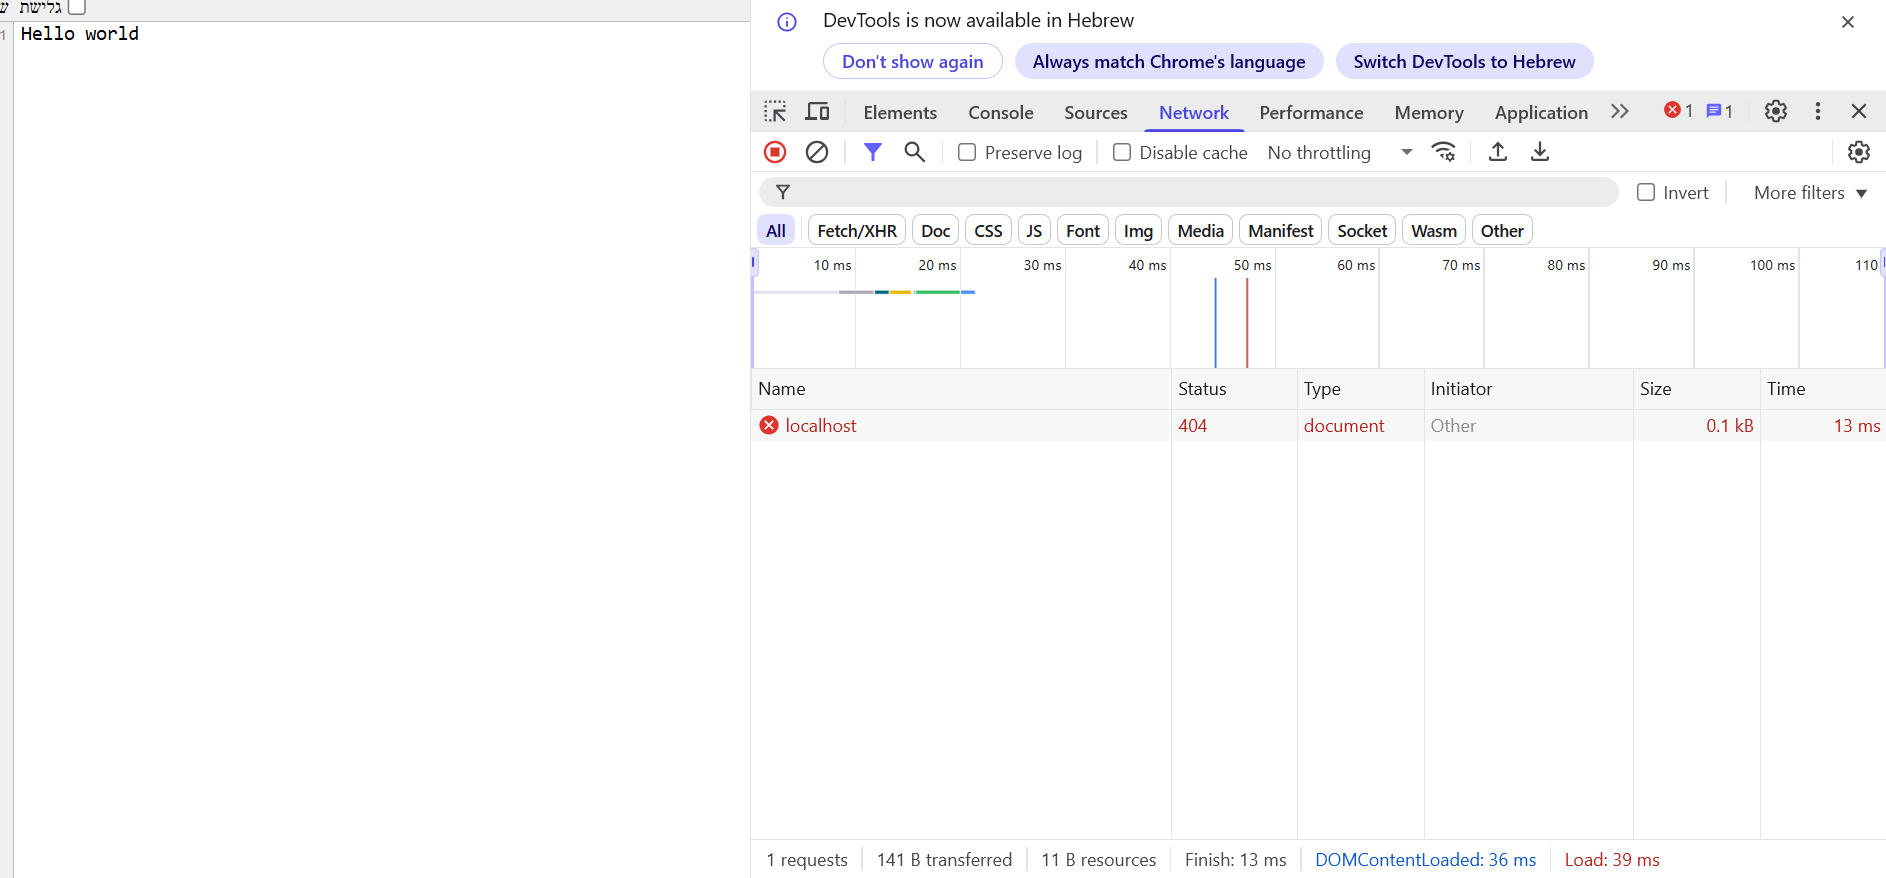 גלישת
1 Hello world
DevTools is now available in Hebrew
Don't show again Always match Chrome's language Switch DevTools to Hebrew
Elements Console Sources Network Performance Memory Application 1 1
Preserve log Disable cache No throttling
Invert More filters
All Fetch/XHR Doc CSS JS Font Img Media Manifest Socket Wasm Other
10 ms 20 ms 30 ms 40 ms 50 ms 60 ms 70 ms 80 ms 90 ms 100 ms 110
Name Status Type Initiator Size Time
localhost 404 document Other 0.1 kB 13 ms
1 requests 141 B transferred 11 B resources Finish: 13 ms DOMContentLoaded: 36 ms Load: 39 ms